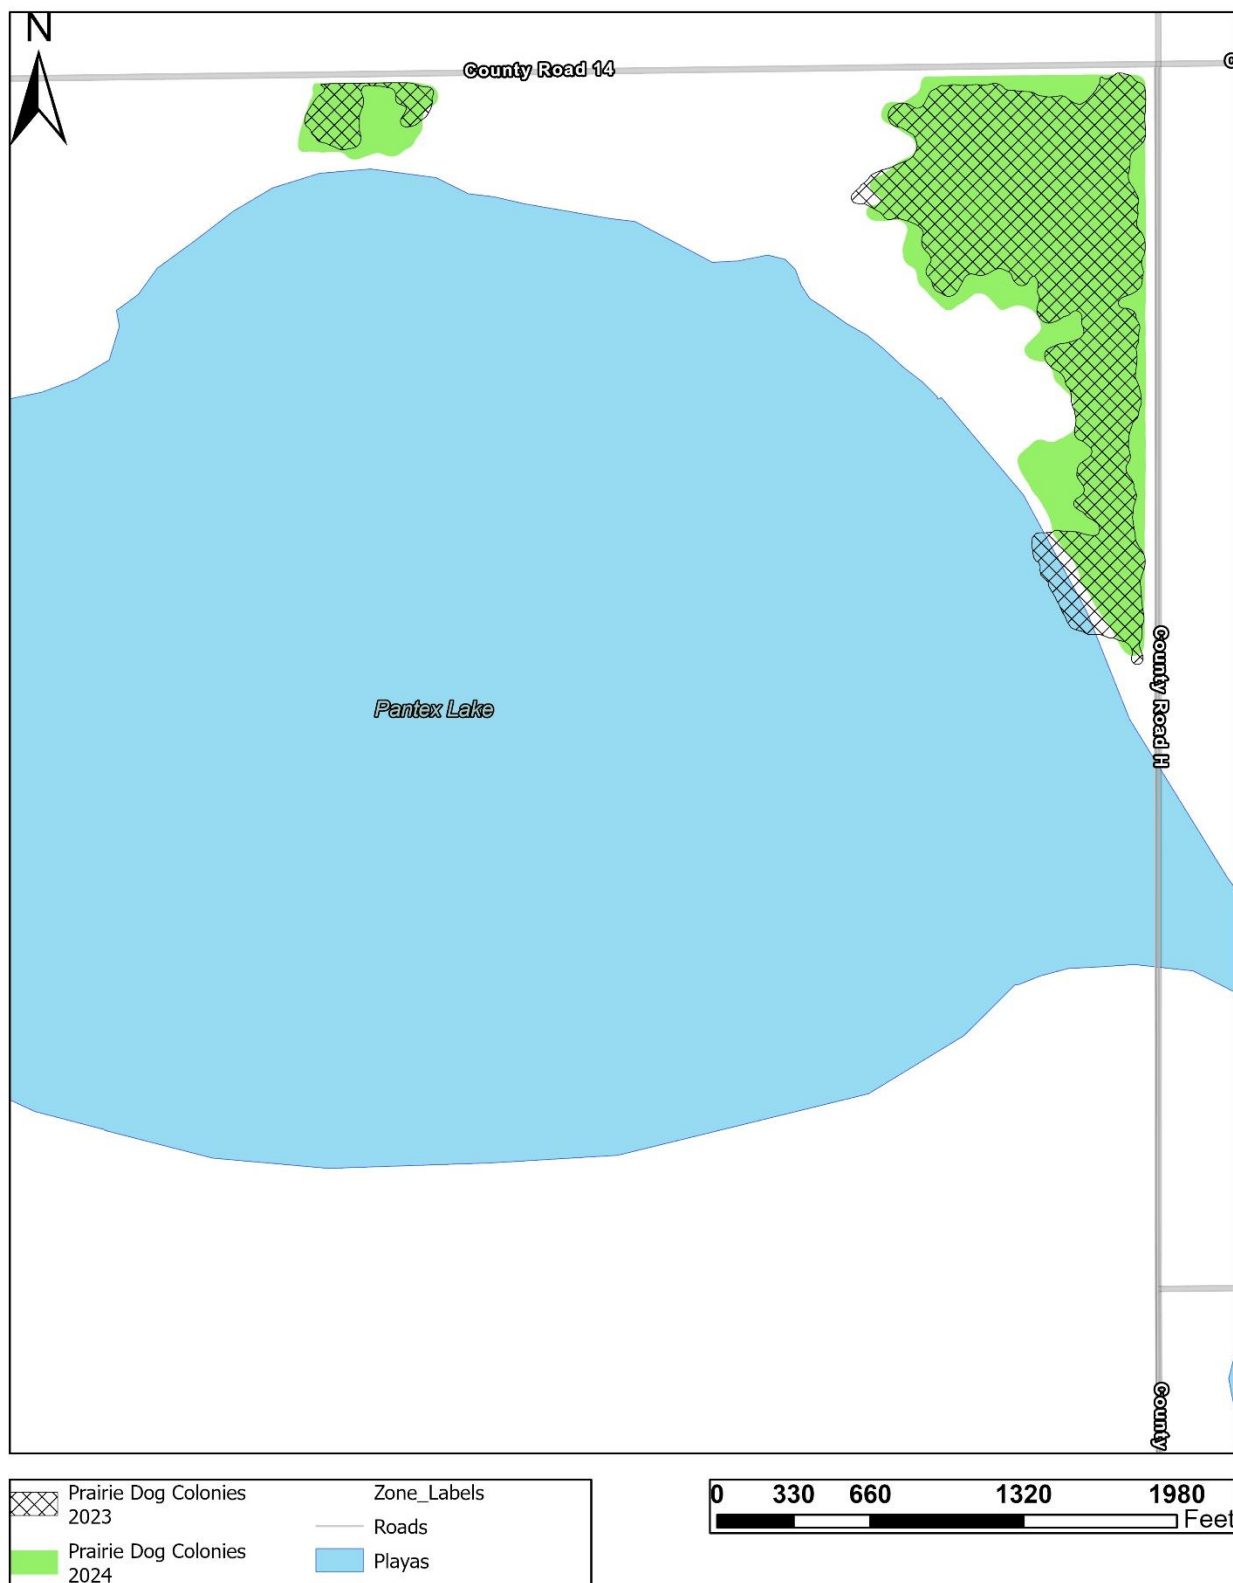 N
County Road 14
C
County Road H
Pantex Lake
County
Prairie Dog Colonies
2023
Prairie Dog Colonies
2024
Zone_Labels
Roads
Playas
0 330 660 1320 1980
Feet